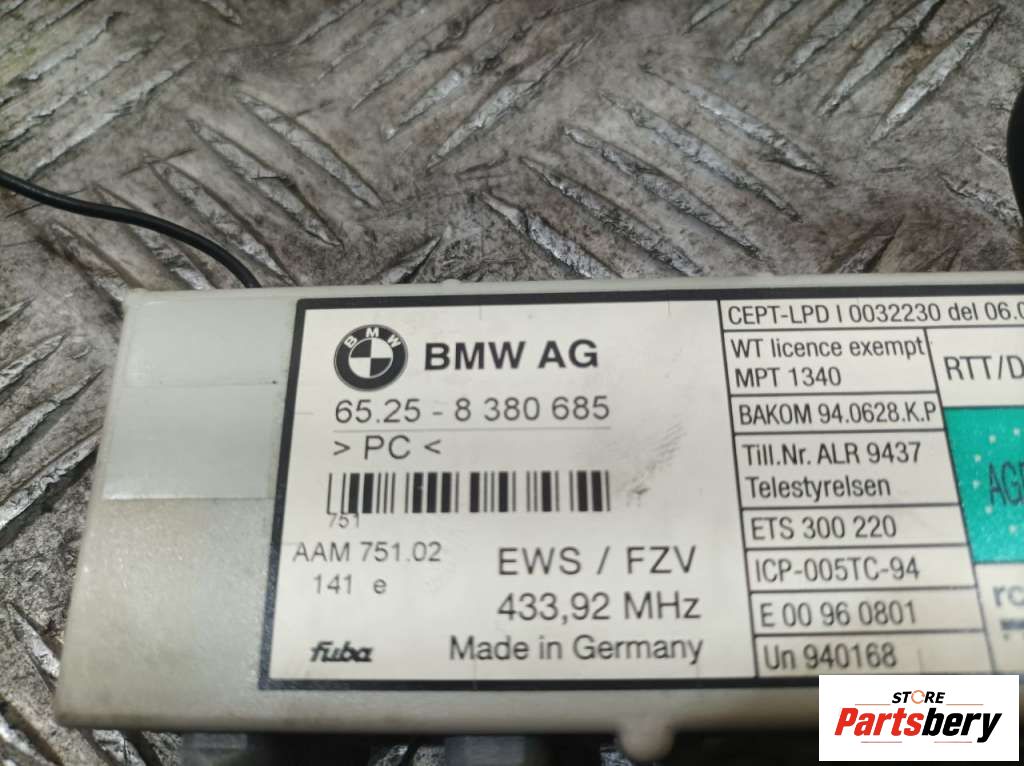 BMW
BMW AG
65.25 - 8 380 685
> PC <
751
AAM 751.02
141 e
EWS / FZV
433,92 MHz
fuba
Made in Germany
CEPT-LPD I 0032230 del 06.0
WT licence exempt
MPT 1340
BAKOM 94.0628.K.P
Till.Nr. ALR 9437
Telestyrelsen
ETS 300 220
ICP-005TC-94
E 00 96 0801
Un 940168
RTT/D
STORE
Partsbery